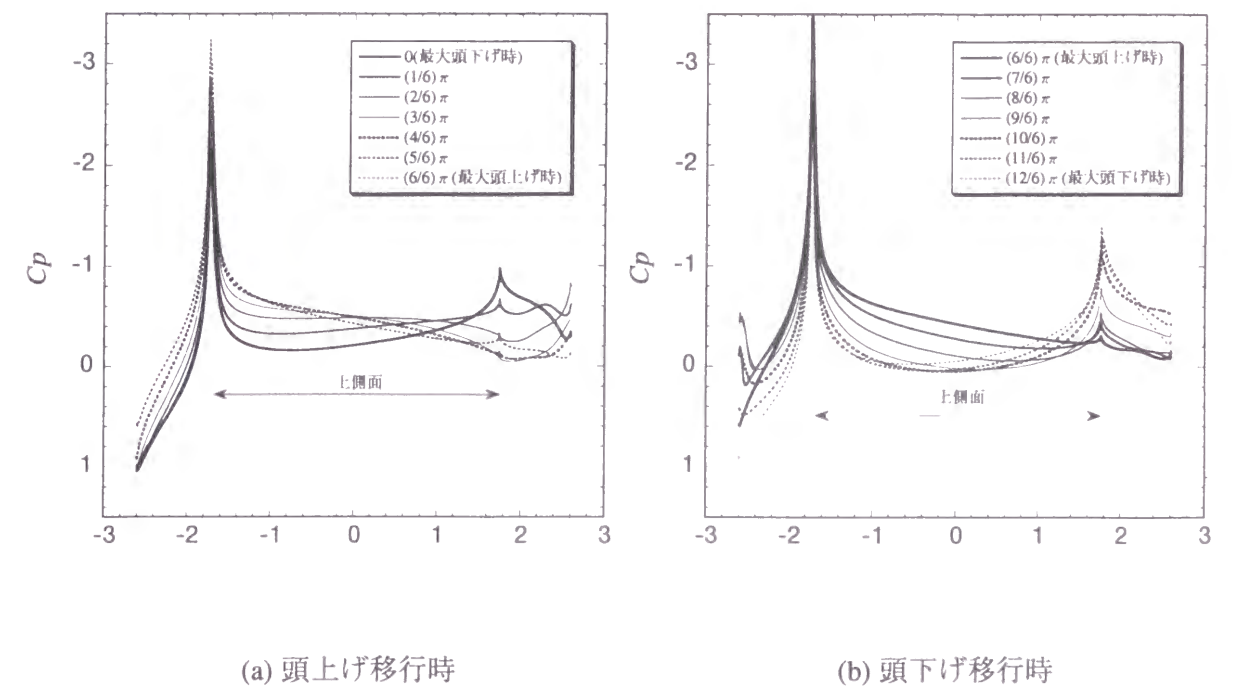 -3
-2
-1
0
1
Cp
-3 -2 -1 0 1 2 3
0(最大頭下げ時)
(1/6)π
(2/6)π
(3/6)π
(4/6)π
(5/6)π
(6/6)π(最大頭上げ時)
上側面
(a) 頭上げ移行時
-3
-2
-1
0
1
Cp
-3 -2 -1 0 1 2 3
(6/6)π(最大頭上げ時)
(7/6)π
(8/6)π
(9/6)π
(10/6)π
(11/6)π
(12/6)π(最大頭下げ時)
上側面
(b) 頭下げ移行時